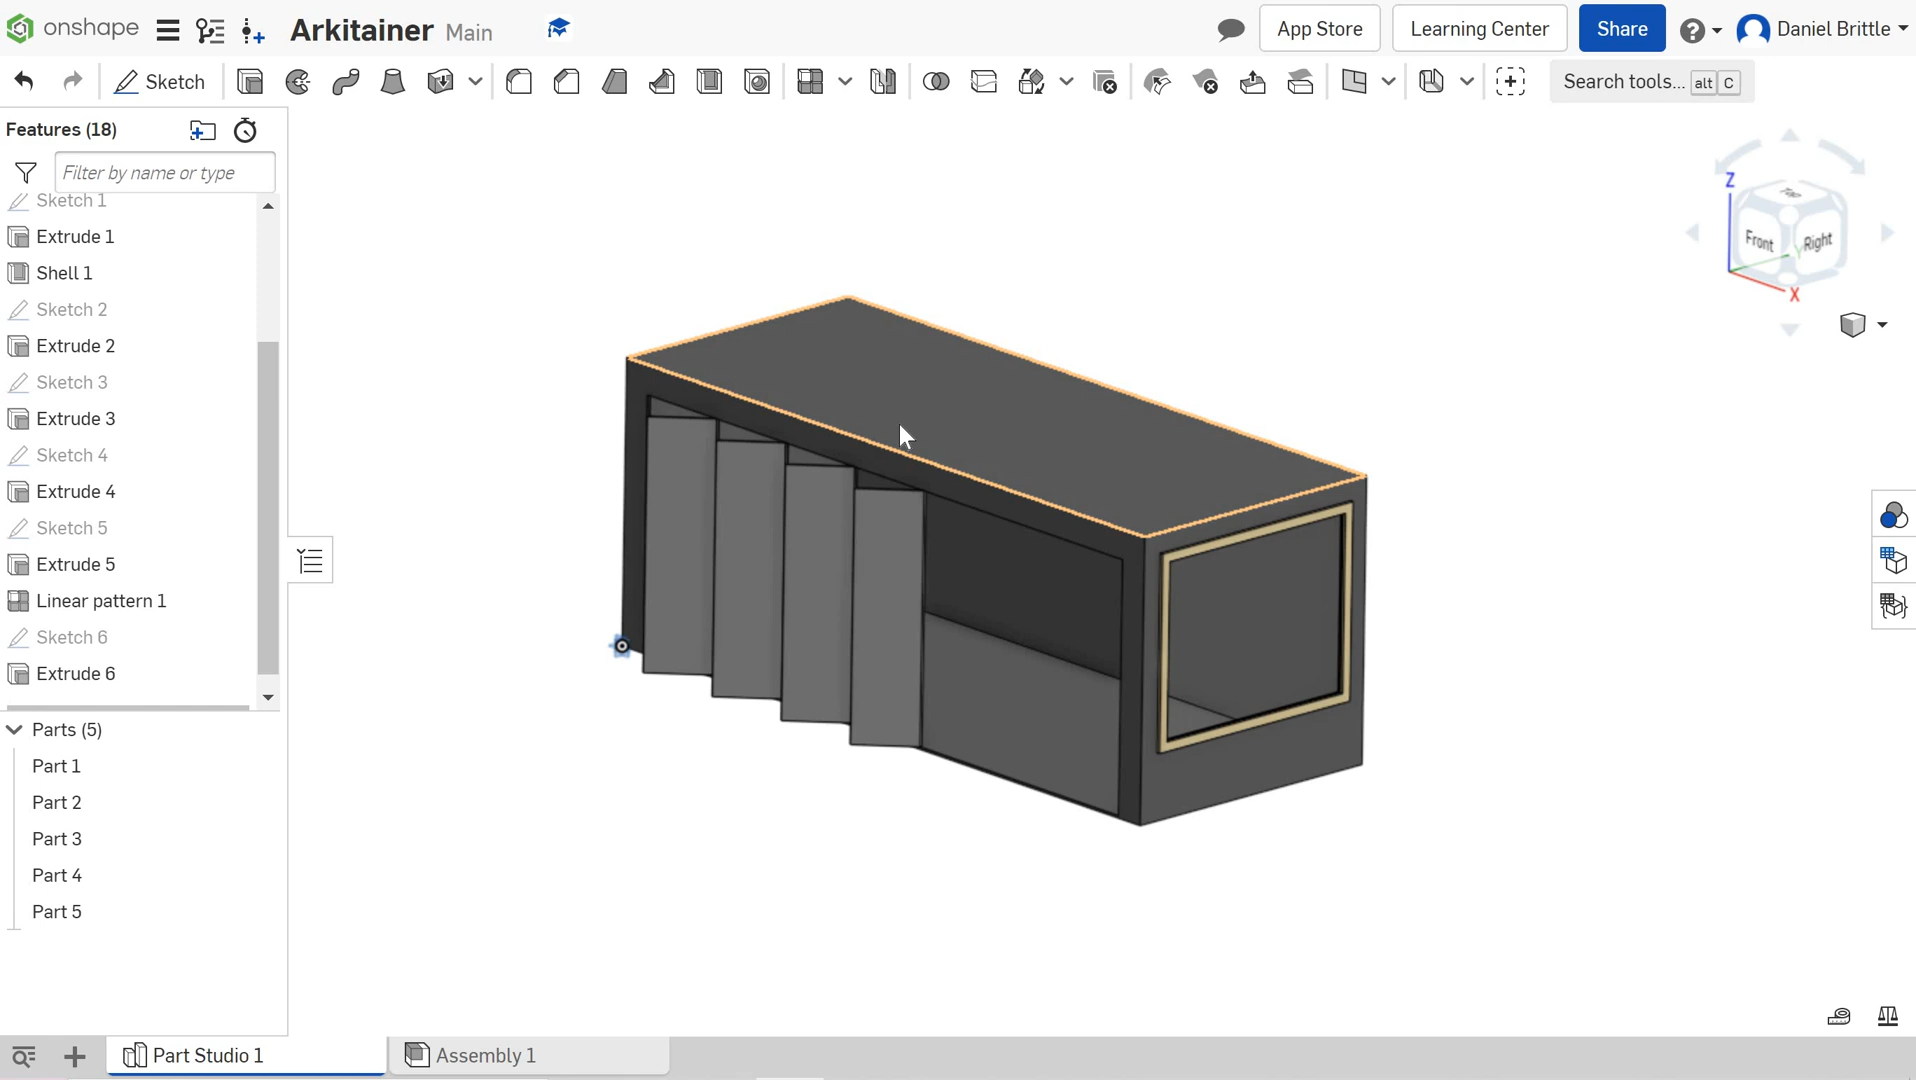 onshape
Arkitainer Main
App Store
Learning Center
Share
Daniel Brittle
Sketch
Search tools... alt C
Features (18)
Filter by name or type
Sketch 1
Extrude 1
Shell 1
Sketch 2
Extrude 2
Sketch 3
Extrude 3
Sketch 4
Extrude 4
Sketch 5
Extrude 5
Linear pattern 1
Sketch 6
Extrude 6
Parts (5)
Part 1
Part 2
Part 3
Part 4
Part 5
Z
Top
Front
Right
Y
X
Part Studio 1
Assembly 1